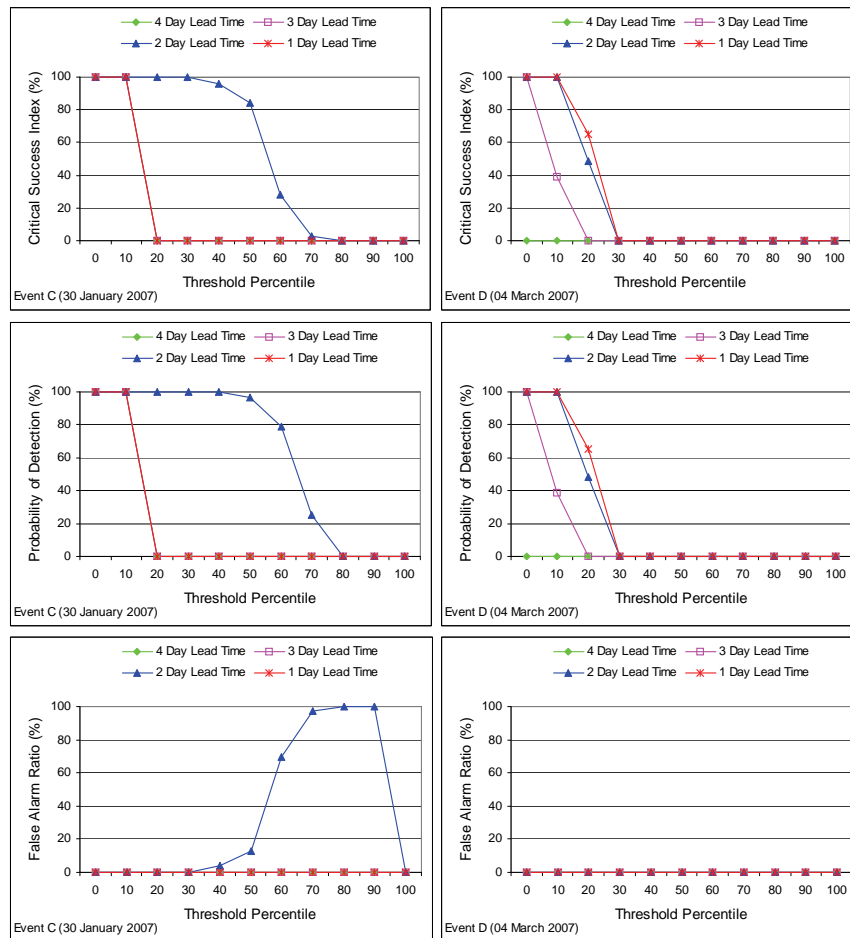 4 Day Lead Time 3 Day Lead Time
2 Day Lead Time 1 Day Lead Time
Critical Success Index (%)
100
80
60
40
20
0
0 10 20 30 40 50 60 70 80 90 100
Threshold Percentile
Event C (30 January 2007)
4 Day Lead Time 3 Day Lead Time
2 Day Lead Time 1 Day Lead Time
Critical Success Index (%)
100
80
60
40
20
0
0 10 20 30 40 50 60 70 80 90 100
Threshold Percentile
Event D (04 March 2007)
4 Day Lead Time 3 Day Lead Time
2 Day Lead Time 1 Day Lead Time
Probability of Detection (%)
100
80
60
40
20
0
0 10 20 30 40 50 60 70 80 90 100
Threshold Percentile
Event C (30 January 2007)
4 Day Lead Time 3 Day Lead Time
2 Day Lead Time 1 Day Lead Time
Probability of Detection (%)
100
80
60
40
20
0
0 10 20 30 40 50 60 70 80 90 100
Threshold Percentile
Event D (04 March 2007)
4 Day Lead Time 3 Day Lead Time
2 Day Lead Time 1 Day Lead Time
False Alarm Ratio (%)
100
80
60
40
20
0
0 10 20 30 40 50 60 70 80 90 100
Threshold Percentile
Event C (30 January 2007)
4 Day Lead Time 3 Day Lead Time
2 Day Lead Time 1 Day Lead Time
False Alarm Ratio (%)
100
80
60
40
20
0
0 10 20 30 40 50 60 70 80 90 100
Threshold Percentile
Event D (04 March 2007)